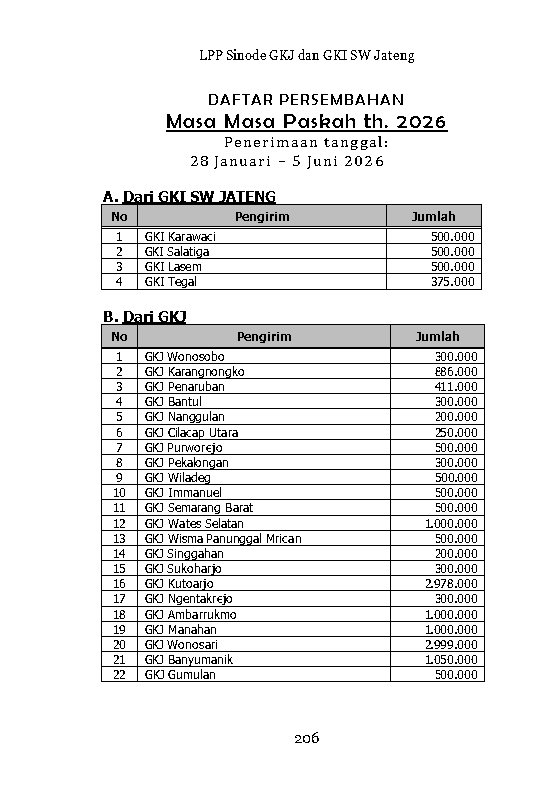 LPP Sinode GKJ dan GKI SW Jateng
DAFTAR PERSEMBAHAN
Masa Masa Paskah th. 2026
Penerimaan tanggal:
28 Januari – 5 Juni 2026
A. Dari GKI SW JATENG
No Pengirim Jumlah
1 GKI Karawaci 500.000
2 GKI Salatiga 500.000
3 GKI Lasem 500.000
4 GKI Tegal 375.000
B. Dari GKJ
No Pengirim Jumlah
1 GKJ Wonosobo 300.000
2 GKJ Karangnongko 886.000
3 GKJ Penaruban 411.000
4 GKJ Bantul 300.000
5 GKJ Nanggulan 200.000
6 GKJ Cilacap Utara 250.000
7 GKJ Purworejo 500.000
8 GKJ Pekalongan 300.000
9 GKJ Wiladeg 500.000
10 GKJ Immanuel 500.000
11 GKJ Semarang Barat 500.000
12 GKJ Wates Selatan 1.000.000
13 GKJ Wisma Panunggal Mrican 500.000
14 GKJ Singgahan 200.000
15 GKJ Sukoharjo 300.000
16 GKJ Kutoarjo 2.978.000
17 GKJ Ngentakrejo 300.000
18 GKJ Ambarrukmo 1.000.000
19 GKJ Manahan 1.000.000
20 GKJ Wonosari 2.999.000
21 GKJ Banyumanik 1.050.000
22 GKJ Gumulan 500.000
206